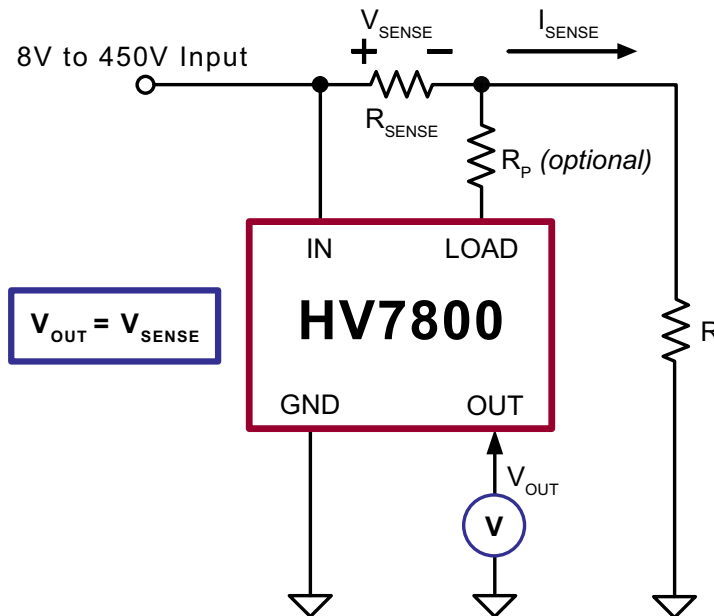 V_SENSE
+ −
I_SENSE
8V to 450V Input
R_SENSE
R_P (optional)
IN
LOAD
HV7800
V_OUT = V_SENSE
R
GND
OUT
V_OUT
V